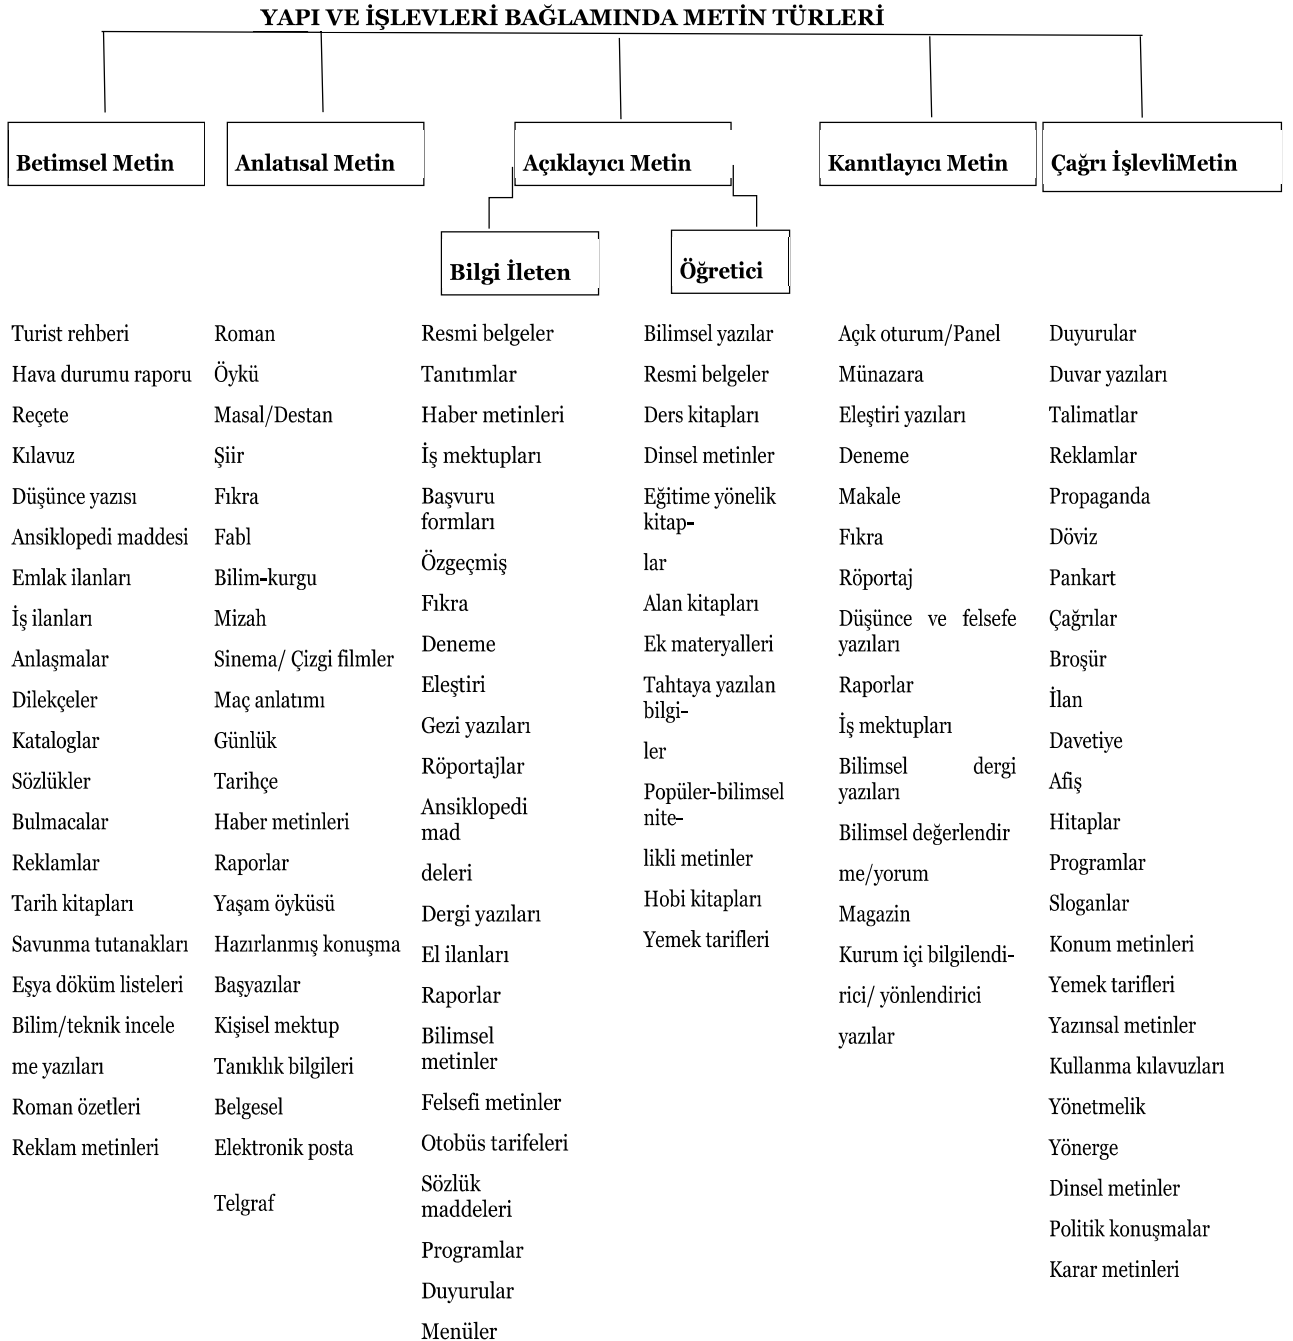 YAPI VE İŞLEVLERİ BAĞLAMINDA METİN TÜRLERİ
Betimsel Metin
Anlatısal Metin
Açıklayıcı Metin
Kanıtlayıcı Metin
Çağrı İşlevliMetin
Bilgi İleten
Öğretici
Turist rehberi
Hava durumu raporu
Reçete
Kılavuz
Düşünce yazısı
Ansiklopedi maddesi
Emlak ilanları
İş ilanları
Anlaşmalar
Dilekçeler
Kataloglar
Sözlükler
Bulmacalar
Reklamlar
Tarih kitapları
Savunma tutanakları
Eşya döküm listeleri
Bilim/teknik incele
me yazıları
Roman özetleri
Reklam metinleri
Roman
Öykü
Masal/Destan
Şiir
Fıkra
Fabl
Bilim-kurgu
Mizah
Sinema/ Çizgi filmler
Maç anlatımı
Günlük
Tarihçe
Haber metinleri
Raporlar
Yaşam öyküsü
Hazırlanmış konuşma
Başyazılar
Kişisel mektup
Tanıklık bilgileri
Belgesel
Elektronik posta
Telgraf
Resmi belgeler
Tanıtımlar
Haber metinleri
İş mektupları
Başvuru
formları
Özgeçmiş
Fıkra
Deneme
Eleştiri
Gezi yazıları
Röportajlar
Ansiklopedi
mad
deleri
Dergi yazıları
El ilanları
Raporlar
Bilimsel
metinler
Felsefi metinler
Otobüs tarifeleri
Sözlük
maddeleri
Programlar
Duyurular
Menüler
Bilimsel yazılar
Resmi belgeler
Ders kitapları
Dinsel metinler
Eğitime yönelik
kitap-
lar
Alan kitapları
Ek materyalleri
Tahtaya yazılan
bilgi-
ler
Popüler-bilimsel
nite-
likli metinler
Hobi kitapları
Yemek tarifleri
Açık oturum/Panel
Münazara
Eleştiri yazıları
Deneme
Makale
Fıkra
Röportaj
Düşünce ve felsefe
yazıları
Raporlar
İş mektupları
Bilimsel dergi
yazıları
Bilimsel değerlendir
me/yorum
Magazin
Kurum içi bilgilendi-
rici/ yönlendirici
yazılar
Duyurular
Duvar yazıları
Talimatlar
Reklamlar
Propaganda
Döviz
Pankart
Çağrılar
Broşür
İlan
Davetiye
Afiş
Hitaplar
Programlar
Sloganlar
Konum metinleri
Yemek tarifleri
Yazınsal metinler
Kullanma kılavuzları
Yönetmelik
Yönerge
Dinsel metinler
Politik konuşmalar
Karar metinleri